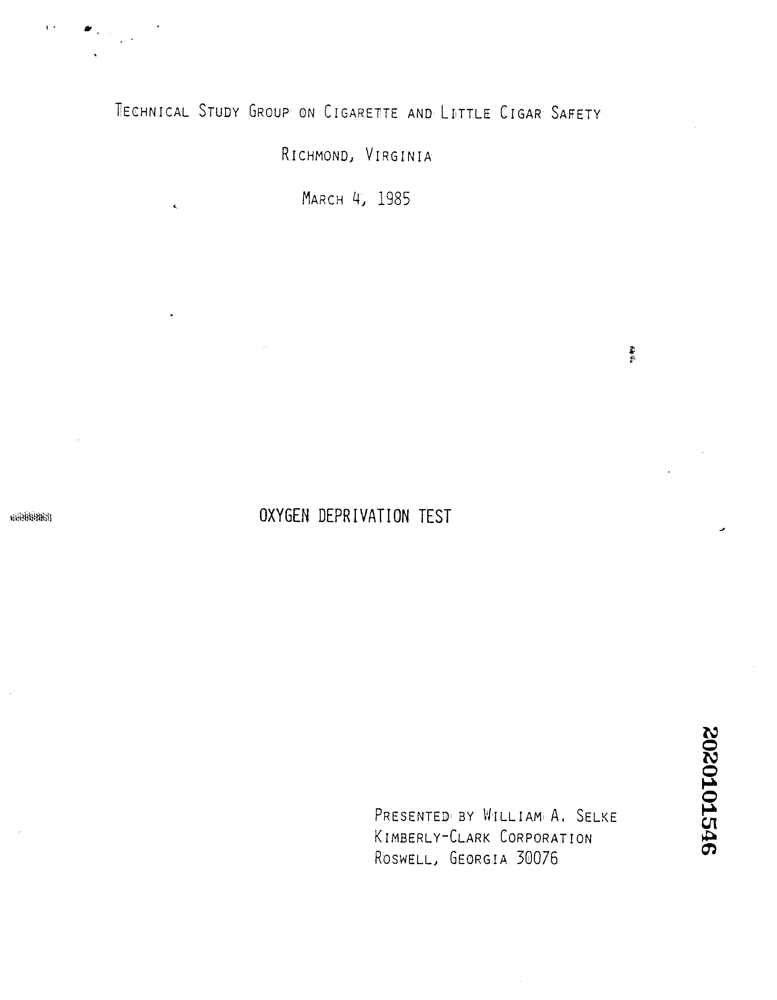 TECHNICAL STUDY GROUP ON CIGARETTE AND LITTLE CIGAR SAFETY
RICHMOND, VIRGINIA
MARCH 4, 1985
OXYGEN DEPRIVATION TEST
PRESENTED BY WILLIAM A. SELKE
KIMBERLY-CLARK CORPORATION
ROSWELL, GEORGIA 30076
2020101546